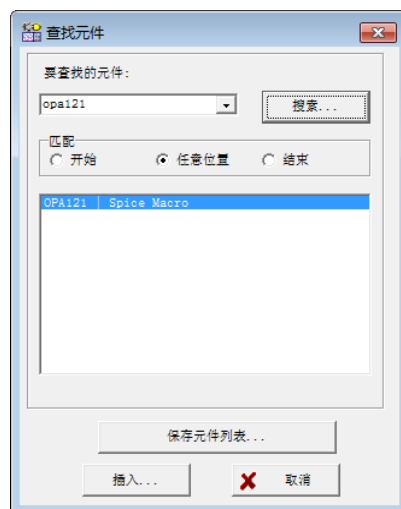 查找元件
要查找的元件:
opa121
搜索...
匹配
开始 任意位置 结束
OPA121 | Spice Macro
保存元件列表...
插入... 取消